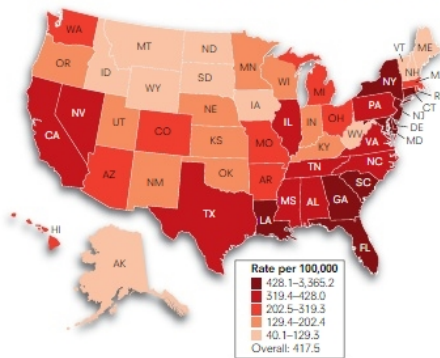 WA
OR
CA
NV
ID
MT
WY
UT
AZ
CO
NM
ND
SD
NE
KS
OK
TX
MN
IA
MO
AR
LA
WI
IL
MI
IN
OH
KY
TN
MS
AL
GA
FL
SC
NC
VA
WV
PA
NY
VT
ME
NH
M
R
CT
NJ
DE
MD
HI
AK
Rate per 100,000
428.1–3,365.2
319.4–428.0
202.5–319.3
129.4–202.4
40.1–129.3
Overall: 417.5